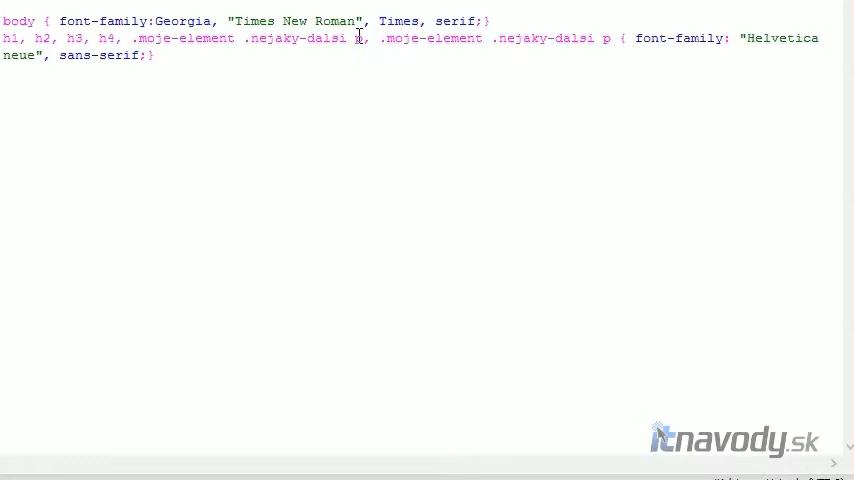 body { font-family:Georgia, "Times New Roman", Times, serif;}
h1, h2, h3, h4, .moje-element .nejaky-dalsi p, .moje-element .nejaky-dalsi p { font-family: "Helvetica
neue", sans-serif;}
itnavody.sk